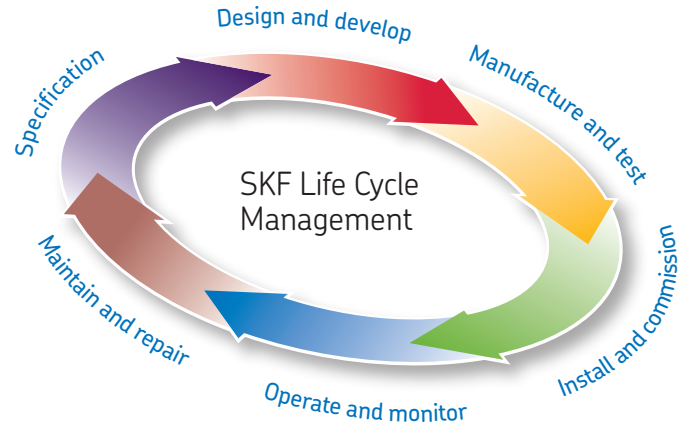 Design and develop
Manufacture and test
Install and commission
Operate and monitor
Maintain and repair
Specification
SKF Life Cycle
Management